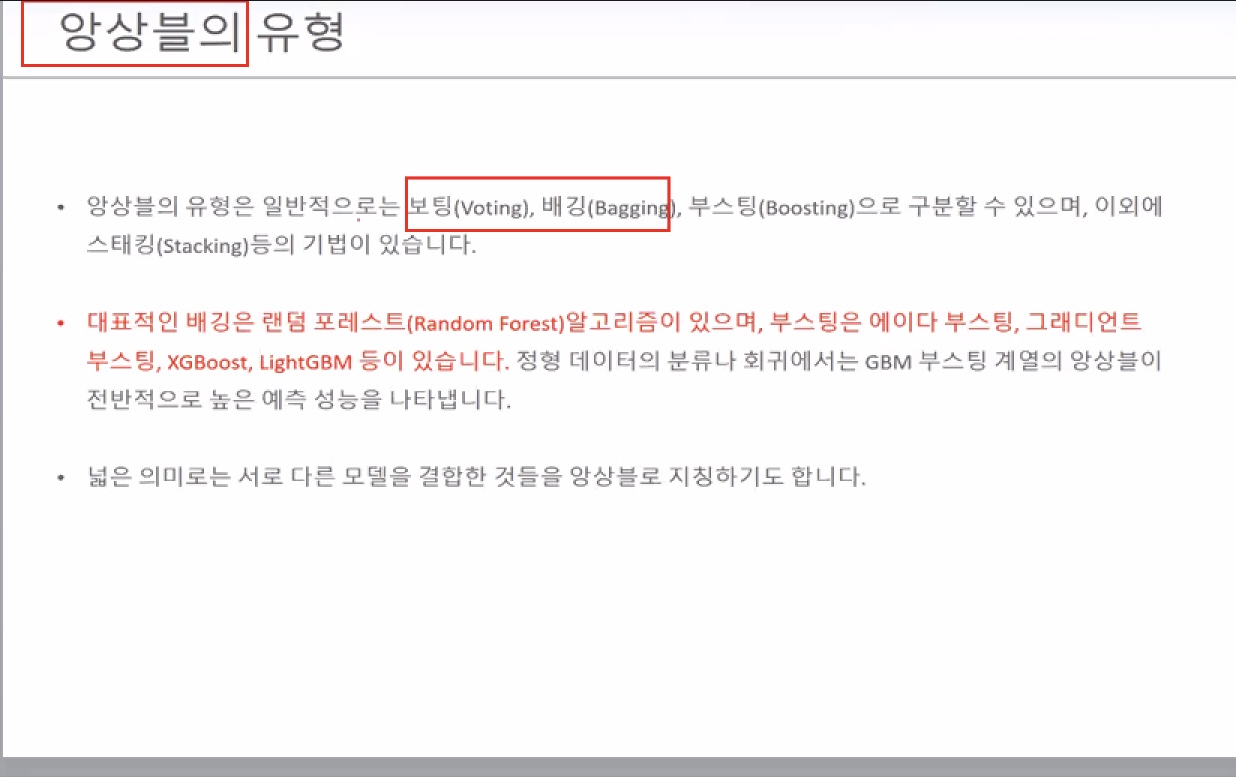 앙상블의 유형
• 앙상블의 유형은 일반적으로는 보팅(Voting), 배깅(Bagging), 부스팅(Boosting)으로 구분할 수 있으며, 이외에
스태킹(Stacking)등의 기법이 있습니다.
• 대표적인 배깅은 랜덤 포레스트(Random Forest)알고리즘이 있으며, 부스팅은 에이다 부스팅, 그래디언트
부스팅, XGBoost, LightGBM 등이 있습니다. 정형 데이터의 분류나 회귀에서는 GBM 부스팅 계열의 앙상블이
전반적으로 높은 예측 성능을 나타냅니다.
• 넓은 의미로는 서로 다른 모델을 결합한 것들을 앙상블로 지칭하기도 합니다.